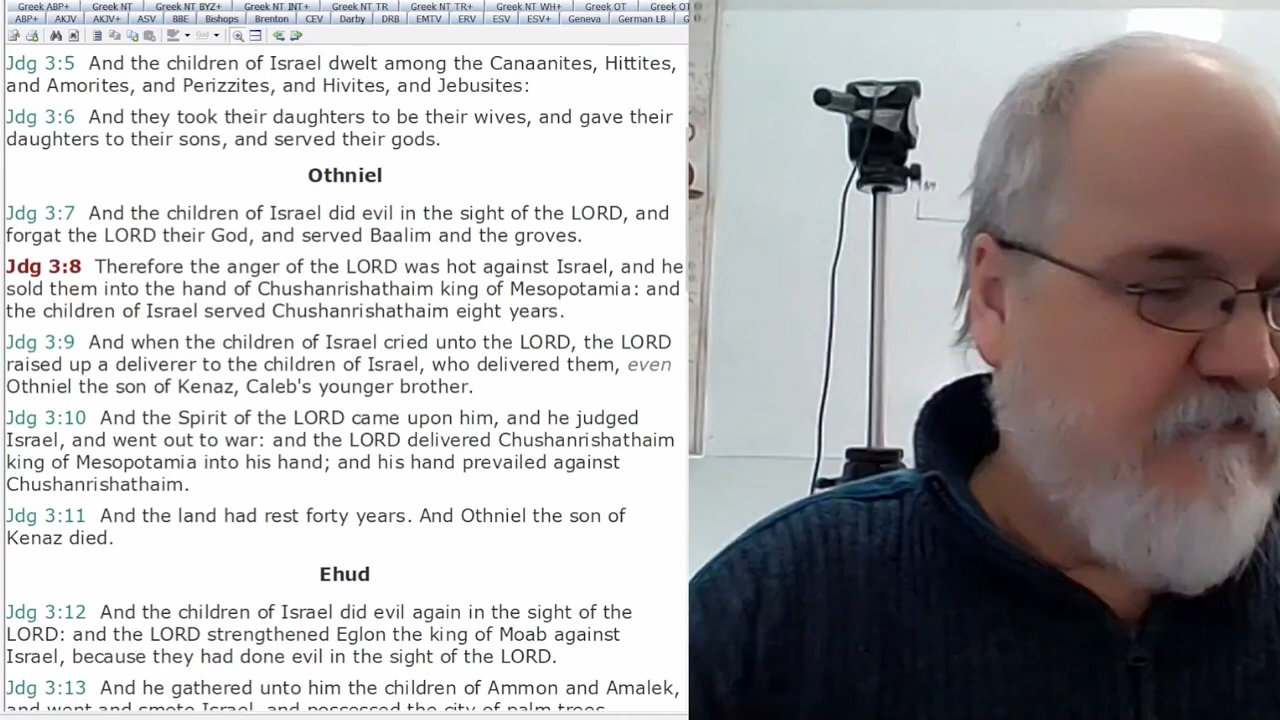 Greek ABP+ Greek NT Greek NT BYZ+ Greek NT INT+ Greek NT TR Greek NT TR+ Greek NT WH+ Greek OT
ABP+ AKJV AKJV+ ASV BBE Bishops Brenton CEV Darby DRB EMTV ERV ESV ESV+ Geneva German LB
Jdg 3:5 And the children of Israel dwelt among the Canaanites, Hittites,
and Amorites, and Perizzites, and Hivites, and Jebusites:
Jdg 3:6 And they took their daughters to be their wives, and gave their
daughters to their sons, and served their gods.
Othniel
Jdg 3:7 And the children of Israel did evil in the sight of the LORD, and
forgat the LORD their God, and served Baalim and the groves.
Jdg 3:8 Therefore the anger of the LORD was hot against Israel, and he
sold them into the hand of Chushanrishathaim king of Mesopotamia: and
the children of Israel served Chushanrishathaim eight years.
Jdg 3:9 And when the children of Israel cried unto the LORD, the LORD
raised up a deliverer to the children of Israel, who delivered them, even
Othniel the son of Kenaz, Caleb's younger brother.
Jdg 3:10 And the Spirit of the LORD came upon him, and he judged
Israel, and went out to war: and the LORD delivered Chushanrishathaim
king of Mesopotamia into his hand; and his hand prevailed against
Chushanrishathaim.
Jdg 3:11 And the land had rest forty years. And Othniel the son of
Kenaz died.
Ehud
Jdg 3:12 And the children of Israel did evil again in the sight of the
LORD: and the LORD strengthened Eglon the king of Moab against
Israel, because they had done evil in the sight of the LORD.
Jdg 3:13 And he gathered unto him the children of Ammon and Amalek,
and went and smote Israel, and possessed the city of palm trees.